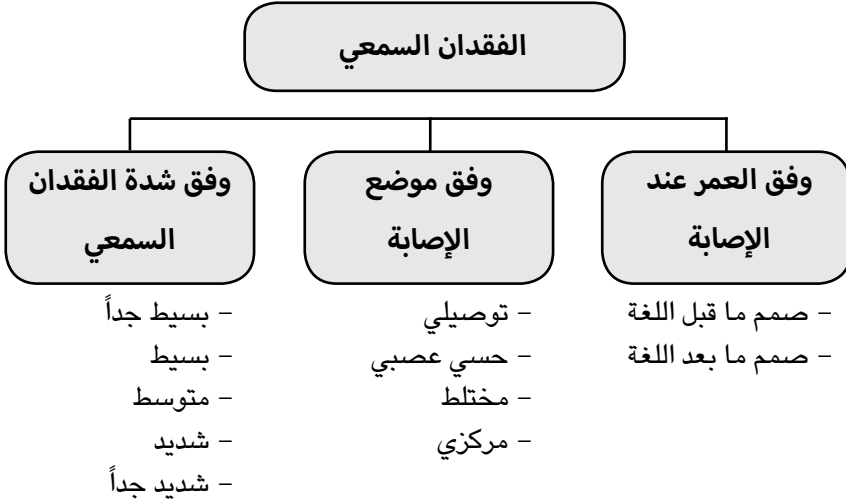 الفقدان السمعي
وفق العمر عند
الإصابة
– صمم ما قبل اللغة
– صمم ما بعد اللغة
وفق موضع
الإصابة
– توصيلي
– حسي عصبي
– مختلط
– مركزي
وفق شدة الفقدان
السمعي
– بسيط جداً
– بسيط
– متوسط
– شديد
– شديد جداً